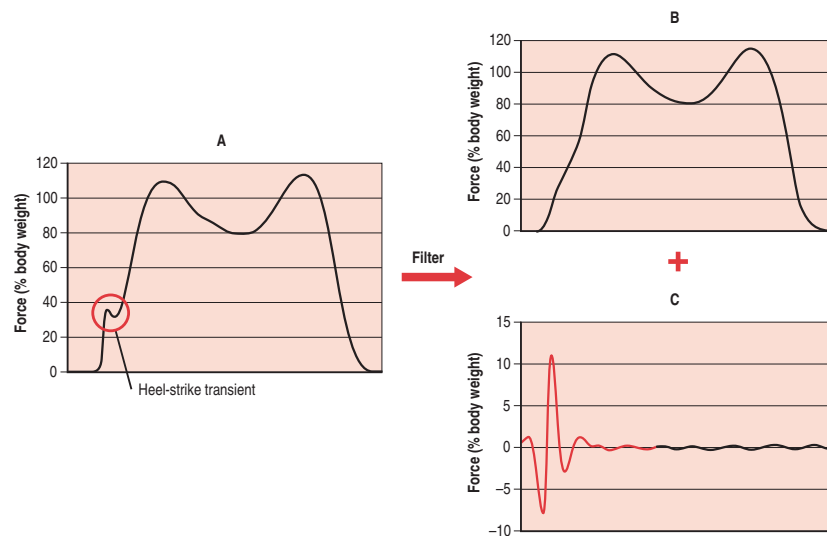 A
Force (% body weight)
120
100
80
60
40
20
0
Heel-strike transient
Filter
B
Force (% body weight)
120
100
80
60
40
20
0
+
C
Force (% body weight)
15
10
5
0
–5
–10